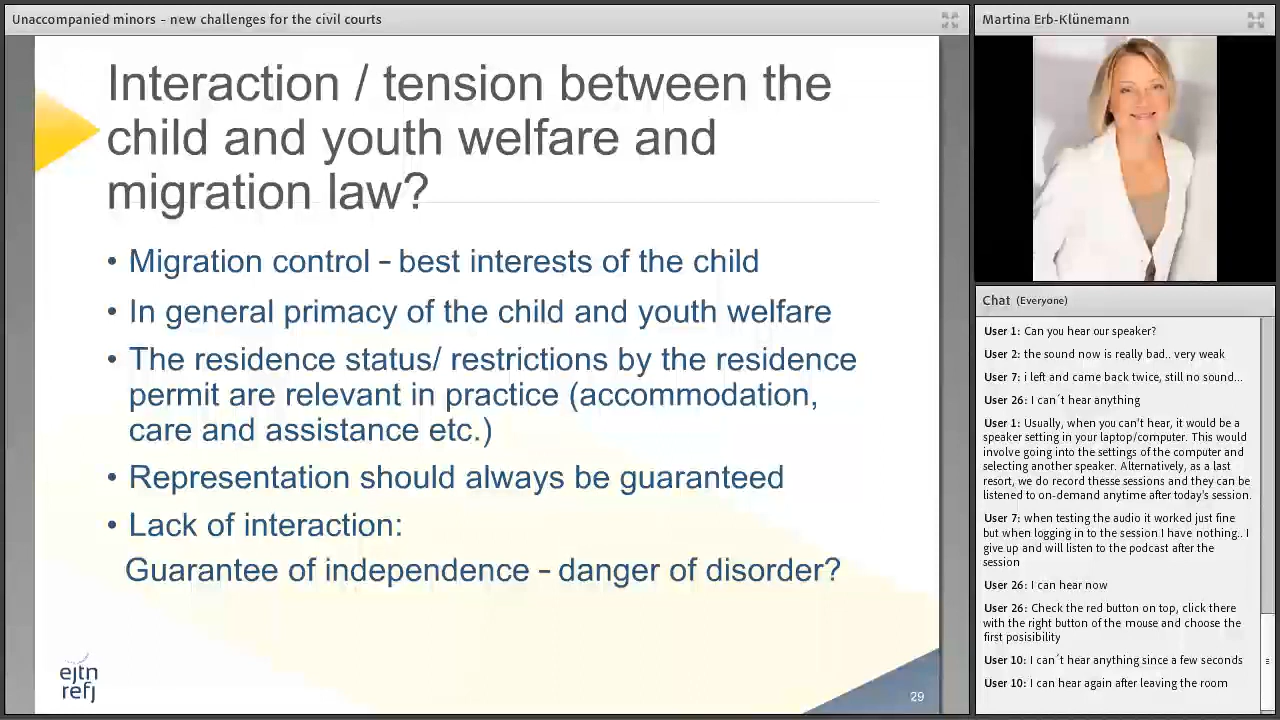 Unaccompanied minors – new challenges for the civil courts
Interaction / tension between the
child and youth welfare and
migration law?
• Migration control – best interests of the child
• In general primacy of the child and youth welfare
• The residence status/ restrictions by the residence
permit are relevant in practice (accommodation,
care and assistance etc.)
• Representation should always be guaranteed
• Lack of interaction:
Guarantee of independence – danger of disorder?
ejtn
refj
29
Martina Erb-Klünemann
Chat (Everyone)
User 1: Can you hear our speaker?
User 2: the sound now is really bad.. very weak
User 7: i left and came back twice, still no sound...
User 26: I can´t hear anything
User 1: Usually, when you can't hear, it would be a
speaker setting in your laptop/computer. This would
involve going into the settings of the computer and
selecting another speaker. Alternatively, as a last
resort, we do record thesse sessions and they can be
listened to on-demand anytime after today's session.
User 7: when testing the audio it worked just fine
but when logging in to the session I have nothing.. I
give up and will listen to the podcast after the
session
User 26: I can hear now
User 26: Check the red button on top, click there
with the right button of the mouse and choose the
first posisibility
User 10: I can´t hear anything since a few seconds
User 10: I can hear again after leaving the room